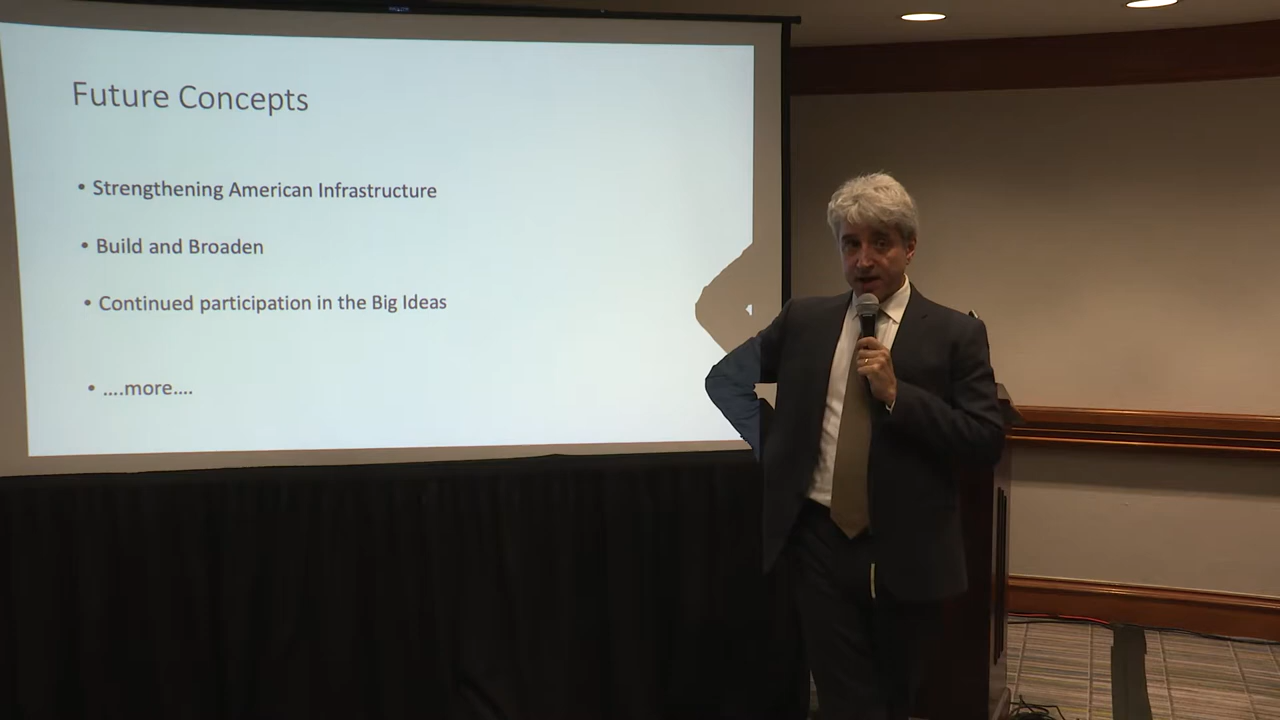 Future Concepts
• Strengthening American Infrastructure
• Build and Broaden
• Continued participation in the Big Ideas
• ....more....